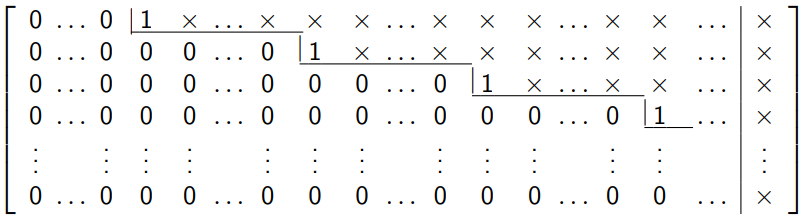 0 … 0 1 × … × × × … × × × … × × … ×
0 … 0 0 0 … 0 1 × … × × × … × × … ×
0 … 0 0 0 … 0 0 0 … 0 1 × … × × … ×
0 … 0 0 0 … 0 0 0 … 0 0 0 … 0 1 … ×
⋮ ⋮ ⋮ ⋮ ⋮ ⋮ ⋮ ⋮ ⋮ ⋮ ⋮ ⋮ ⋮
0 … 0 0 0 … 0 0 0 … 0 0 0 … 0 0 … ×